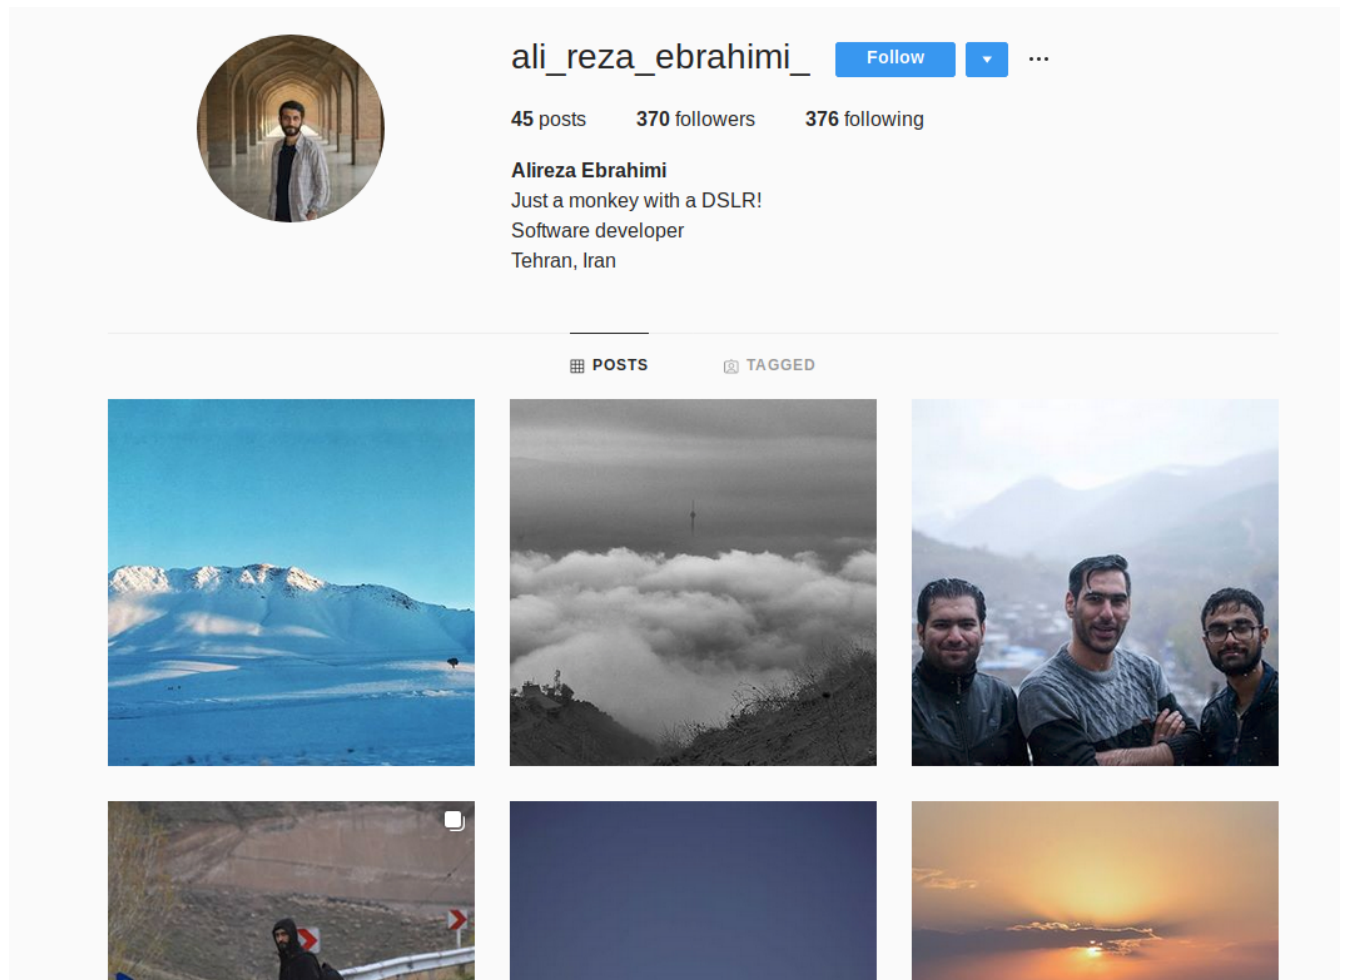 ali_reza_ebrahimi_ Follow
45 posts 370 followers 376 following
Alireza Ebrahimi
Just a monkey with a DSLR!
Software developer
Tehran, Iran
POSTS TAGGED